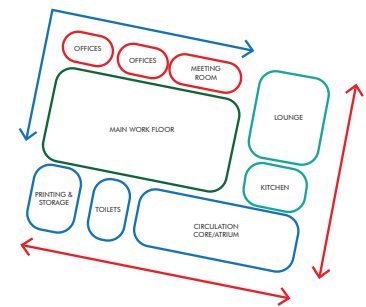 OFFICES
OFFICES
MEETING
ROOM
LOUNGE
MAIN WORK FLOOR
KITCHEN
PRINTING &
STORAGE
TOILETS
CIRCULATION
CORE/ATRIUM